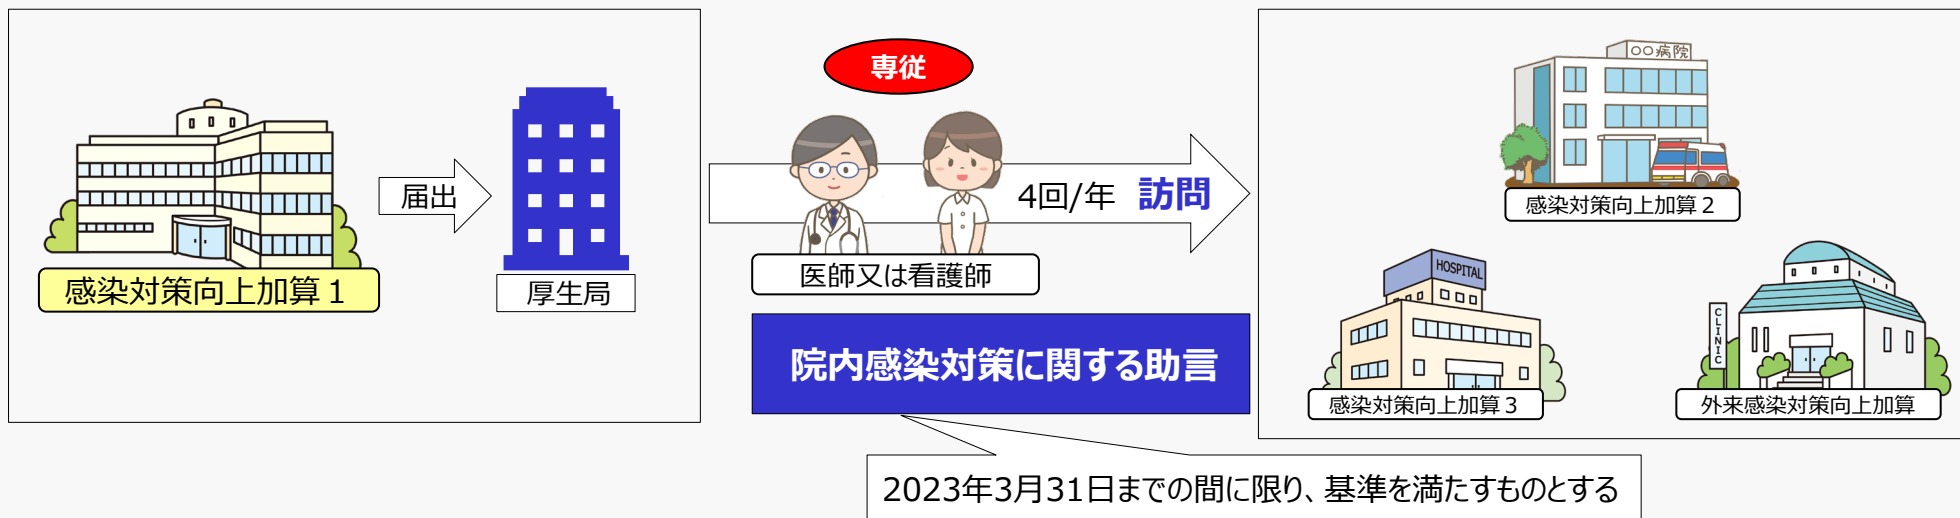 専従
〇〇病院
届出
4回/年 訪問
感染対策向上加算２
感染対策向上加算１
厚生局
医師又は看護師
HOSPITAL
CLINIC
院内感染対策に関する助言
感染対策向上加算３
外来感染対策向上加算
2023年3月31日までの間に限り、基準を満たすものとする